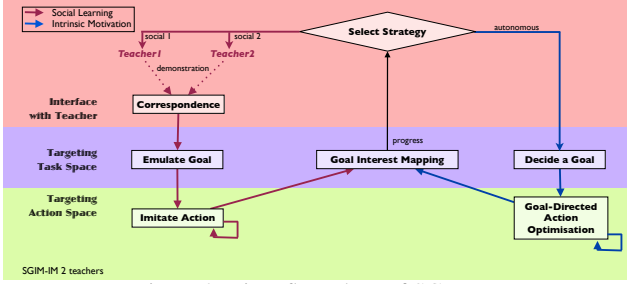 Social Learning
Intrinsic Motivation
Select Strategy
social 1
social 2
autonomous
Teacher1
acher2
demonstration
Interface
with Teacher
Correspondence
progress
Targeting
Task Space
Emulate Goal
Goal Interest Mapping
Decide a Goal
Targeting
Action Space
Imitate Action
Goal-Directed
Action
Optimisation
SGIM-IM 2 teachers